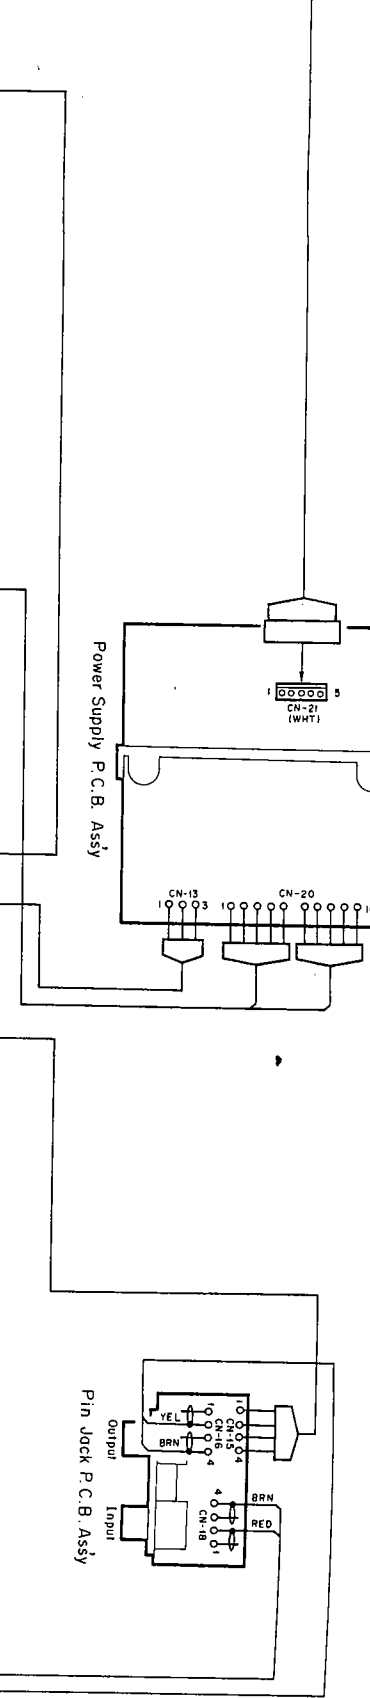 1 5
CN-21
(WHT)
Power Supply P.C.B. Ass'y
CN-13
1 3
CN-20
1
Pin Jack P.C.B. Ass'y
Output
Input
YEL
BRN
1 CN-16 4
1 CN-15 4
4 CN-18 1
BRN
RED